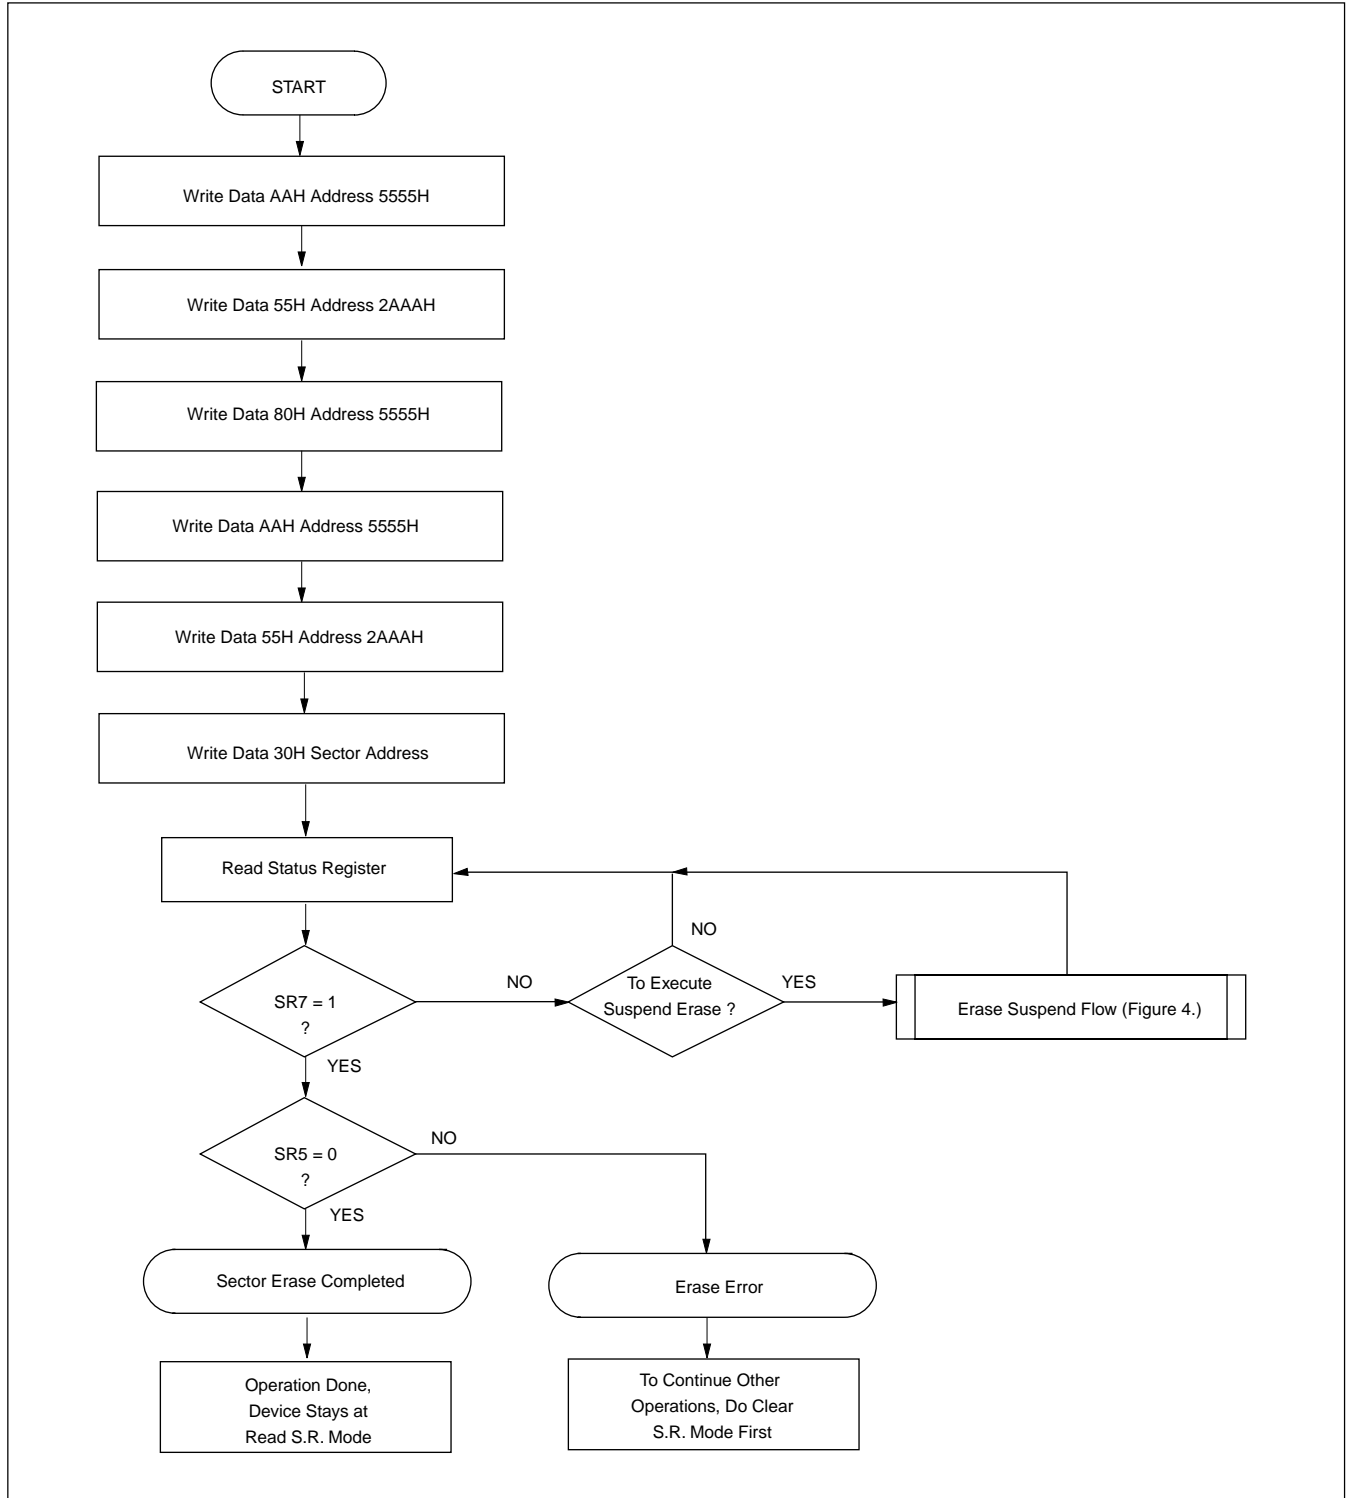 START
Write Data AAH Address 5555H
Write Data 55H Address 2AAAH
Write Data 80H Address 5555H
Write Data AAH Address 5555H
Write Data 55H Address 2AAAH
Write Data 30H Sector Address
Read Status Register
NO
SR7 = 1
?
NO
To Execute
Suspend Erase ?
YES
Erase Suspend Flow (Figure 4.)
YES
SR5 = 0
?
NO
YES
Sector Erase Completed
Erase Error
Operation Done,
Device Stays at
Read S.R. Mode
To Continue Other
Operations, Do Clear
S.R. Mode First